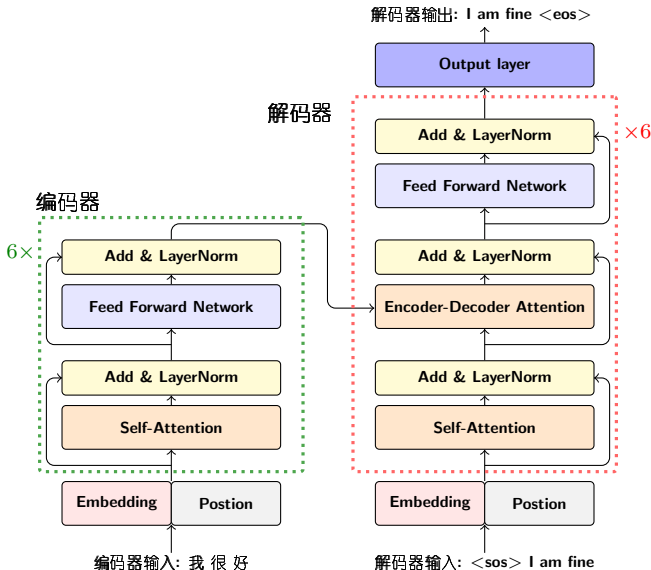 解码器输出: I am fine <eos>
Output layer
解码器
Add & LayerNorm
×6
Feed Forward Network
编码器
6×
Add & LayerNorm
Add & LayerNorm
Feed Forward Network
Encoder-Decoder Attention
Add & LayerNorm
Add & LayerNorm
Self-Attention
Self-Attention
Embedding
Postion
Embedding
Postion
编码器输入: 我 很 好
解码器输入: <sos> I am fine